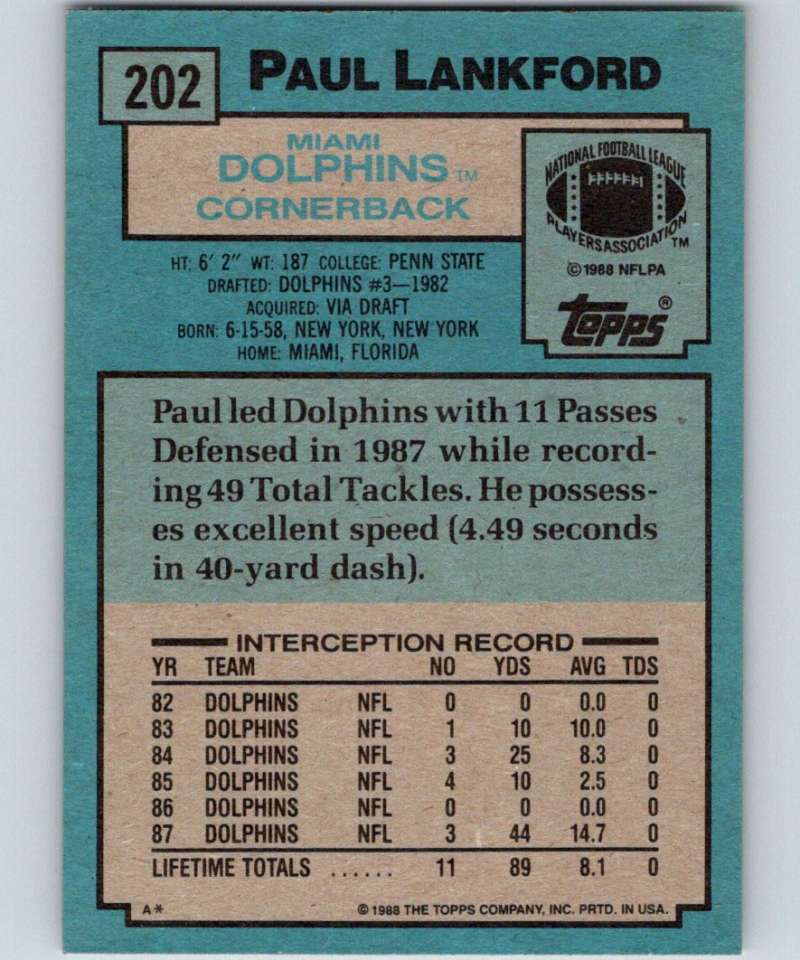 202
PAUL LANKFORD
MIAMI
DOLPHINS™
CORNERBACK
NATIONAL FOOTBALL LEAGUE
PLAYERS ASSOCIATION™
©1988 NFLPA
Topps®
HT: 6' 2" WT: 187 COLLEGE: PENN STATE
DRAFTED: DOLPHINS #3—1982
ACQUIRED: VIA DRAFT
BORN: 6-15-58, NEW YORK, NEW YORK
HOME: MIAMI, FLORIDA
Paul led Dolphins with 11 Passes
Defensed in 1987 while record-
ing 49 Total Tackles. He possess-
es excellent speed (4.49 seconds
in 40-yard dash).
INTERCEPTION RECORD
YR TEAM NO YDS AVG TDS
82 DOLPHINS NFL 0 0 0.0 0
83 DOLPHINS NFL 1 10 10.0 0
84 DOLPHINS NFL 3 25 8.3 0
85 DOLPHINS NFL 4 10 2.5 0
86 DOLPHINS NFL 0 0 0.0 0
87 DOLPHINS NFL 3 44 14.7 0
LIFETIME TOTALS ...... 11 89 8.1 0
A* ©1988 THE TOPPS COMPANY, INC. PRTD. IN USA.